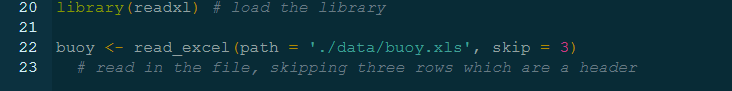 20 library(readxl) # load the library
21
22 buoy <- read_excel(path = './data/buoy.xls', skip = 3)
23 # read in the file, skipping three rows which are a header